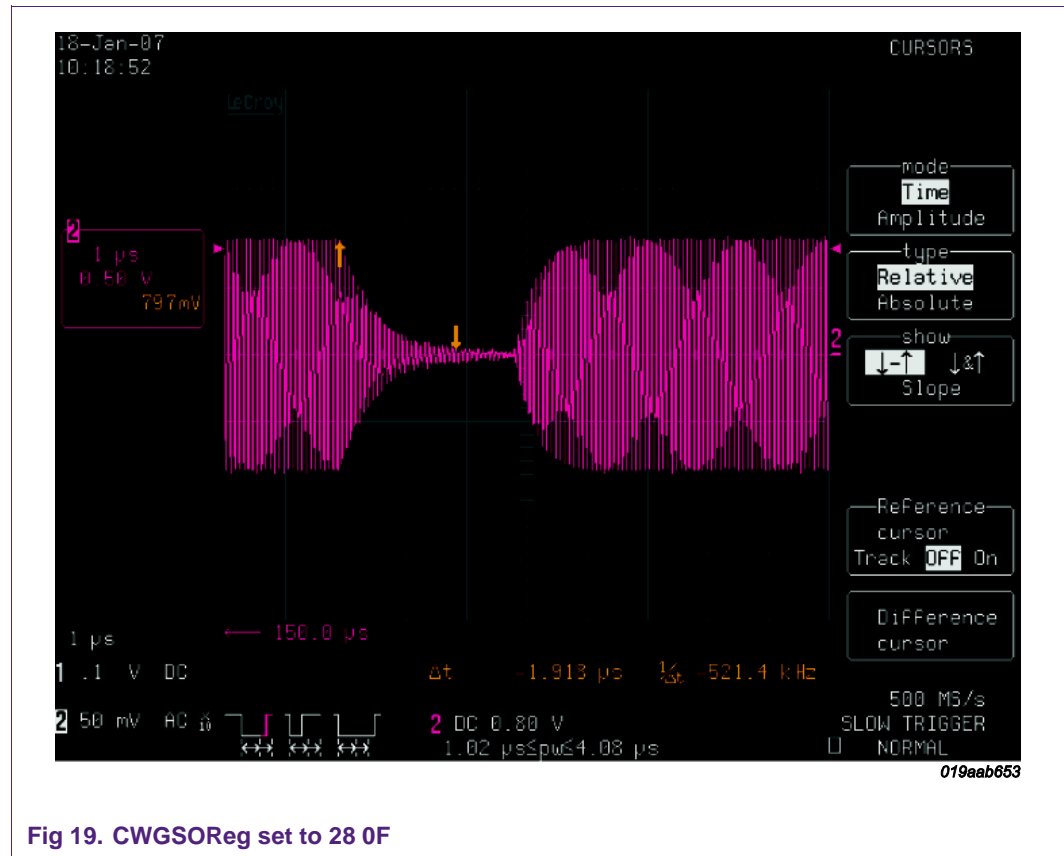 18-Jan-07
10:18:52
CURSORS
LeCroy
mode
Time
Amplitude
2
1 µs
0.50 V
797mV
type
Relative
Absolute
2
show
↓-↑ ↓&↑
Slope
Reference
cursor
Track OFF On
Difference
cursor
1 µs
← 150.0 µs
1 .1 V DC
Δt -1.913 µs 1/Δt -521.4 kHz
2 50 mV AC
2 DC 0.80 V
1.02 µs≤pw≤4.08 µs
500 MS/s
SLOW TRIGGER
NORMAL
019aab653
Fig 19. CWGSOReg set to 28 0F